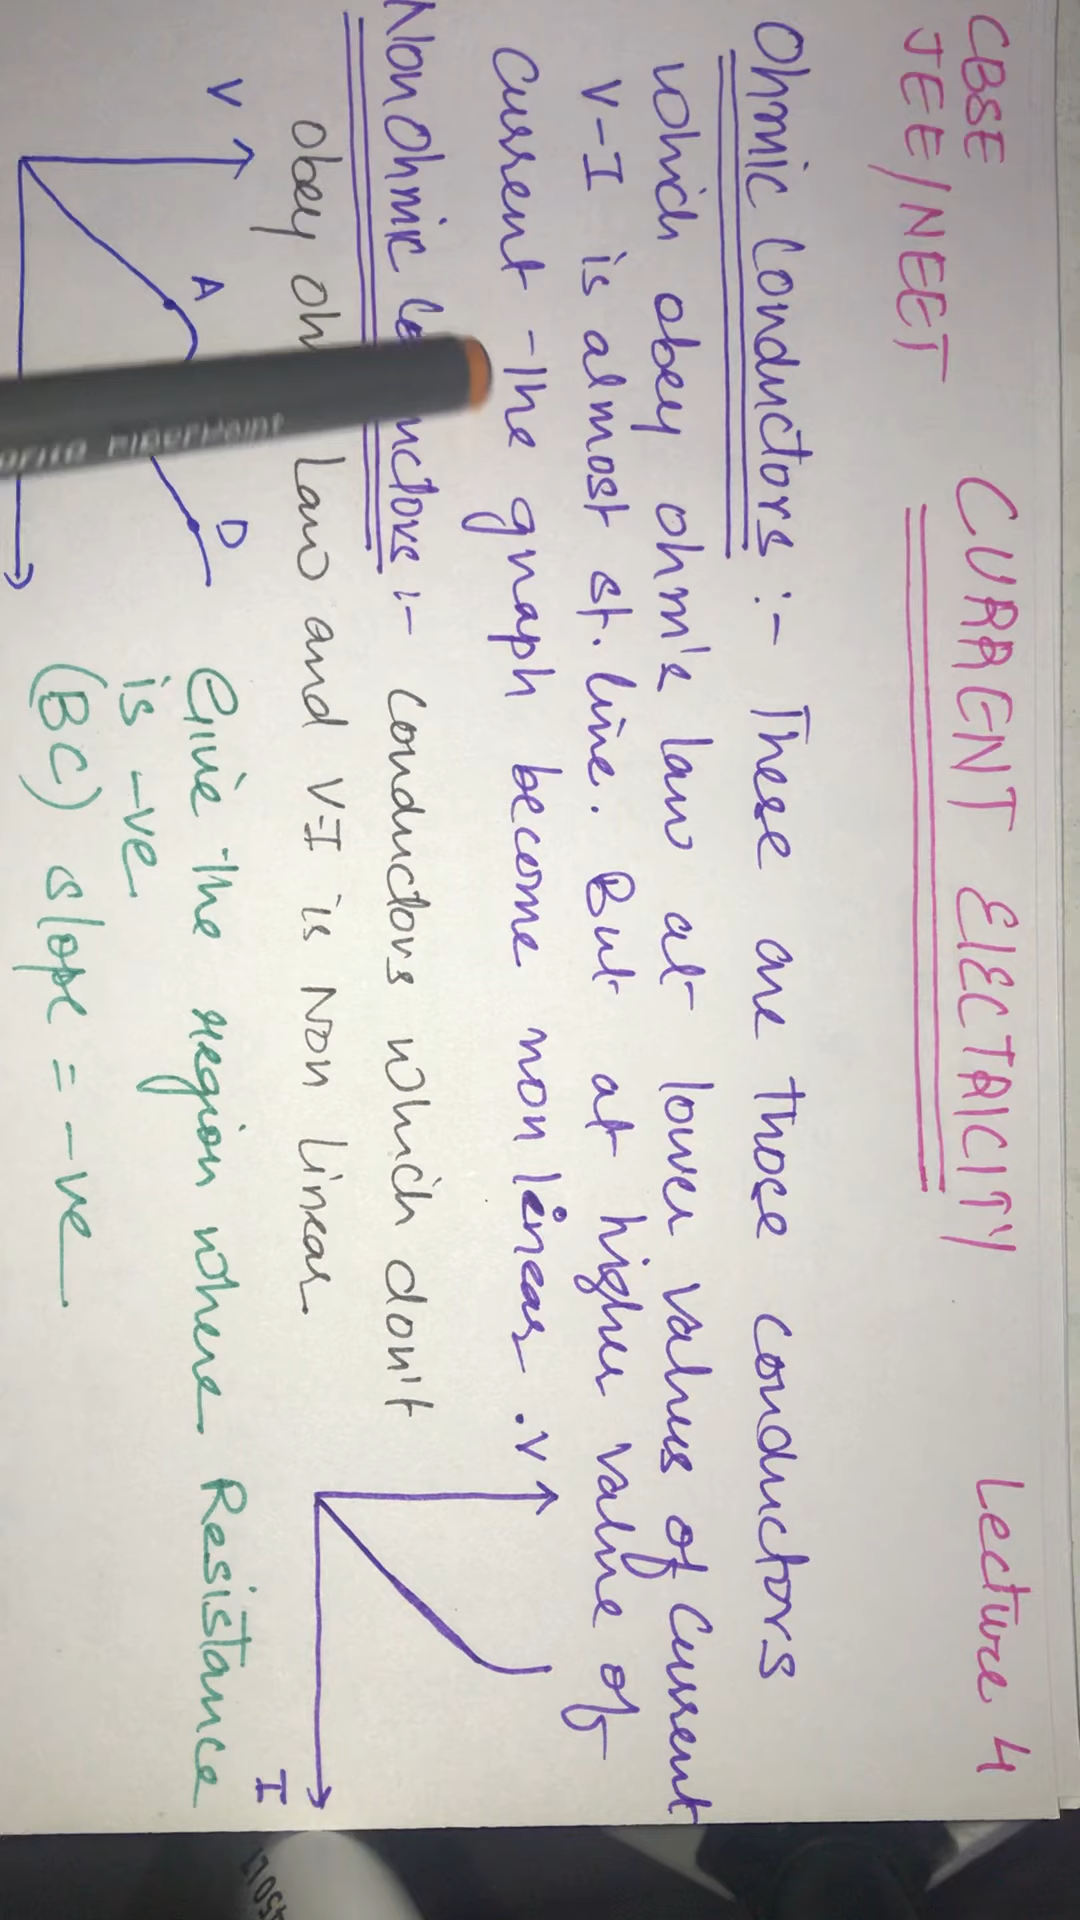 CBSE
JEE/NEET
CURRENT ELECTRICITY
Lecture 4
Ohmic Conductors :- These are those conductors
which obey ohm's law at lower values of current
V-I is almost st. line. But at higher value of
current the graph become non linear.
V
I
Non Ohmic :- conductors which don't
obey Law and V-I is Non Linear
V
A
D
Give the region where Resistance
is -ve
(BC) slope = -ve